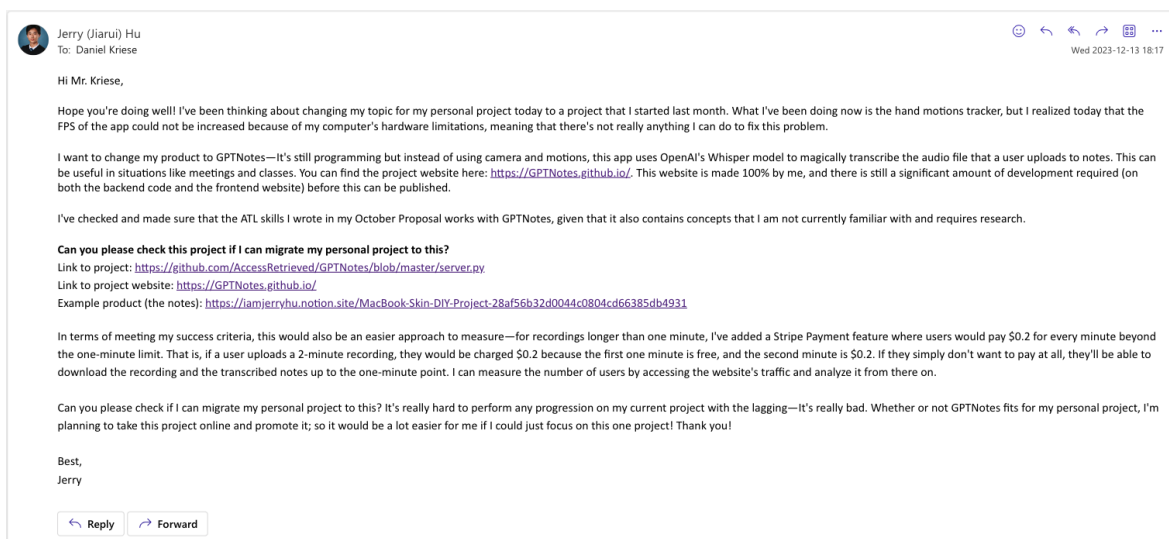 Jerry (Jiarui) Hu
To: Daniel Kriese
Wed 2023-12-13 18:17
Hi Mr. Kriese,
Hope you're doing well! I've been thinking about changing my topic for my personal project today to a project that I started last month. What I've been doing now is the hand motions tracker, but I realized today that the
FPS of the app could not be increased because of my computer's hardware limitations, meaning that there's not really anything I can do to fix this problem.
I want to change my product to GPTNotes—It's still programming but instead of using camera and motions, this app uses OpenAI's Whisper model to magically transcribe the audio file that a user uploads to notes. This can
be useful in situations like meetings and classes. You can find the project website here: https://GPTNotes.github.io/. This website is made 100% by me, and there is still a significant amount of development required (on
both the backend code and the frontend website) before this can be published.
I've checked and made sure that the ATL skills I wrote in my October Proposal works with GPTNotes, given that it also contains concepts that I am not currently familiar with and requires research.
Can you please check this project if I can migrate my personal project to this?
Link to project: https://github.com/AccessRetrieved/GPTNotes/blob/master/server.py
Link to project website: https://GPTNotes.github.io/
Example product (the notes): https://iamjerryhu.notion.site/MacBook-Skin-DIY-Project-28af56b32d0044c0804cd66385db4931
In terms of meeting my success criteria, this would also be an easier approach to measure—for recordings longer than one minute, I've added a Stripe Payment feature where users would pay $0.2 for every minute beyond
the one-minute limit. That is, if a user uploads a 2-minute recording, they would be charged $0.2 because the first one minute is free, and the second minute is $0.2. If they simply don't want to pay at all, they'll be able to
download the recording and the transcribed notes up to the one-minute point. I can measure the number of users by accessing the website's traffic and analyze it from there on.
Can you please check if I can migrate my personal project to this? It's really hard to perform any progression on my current project with the lagging—It's really bad. Whether or not GPTNotes fits for my personal project, I'm
planning to take this project online and promote it; so it would be a lot easier for me if I could just focus on this one project! Thank you!
Best,
Jerry
Reply Forward